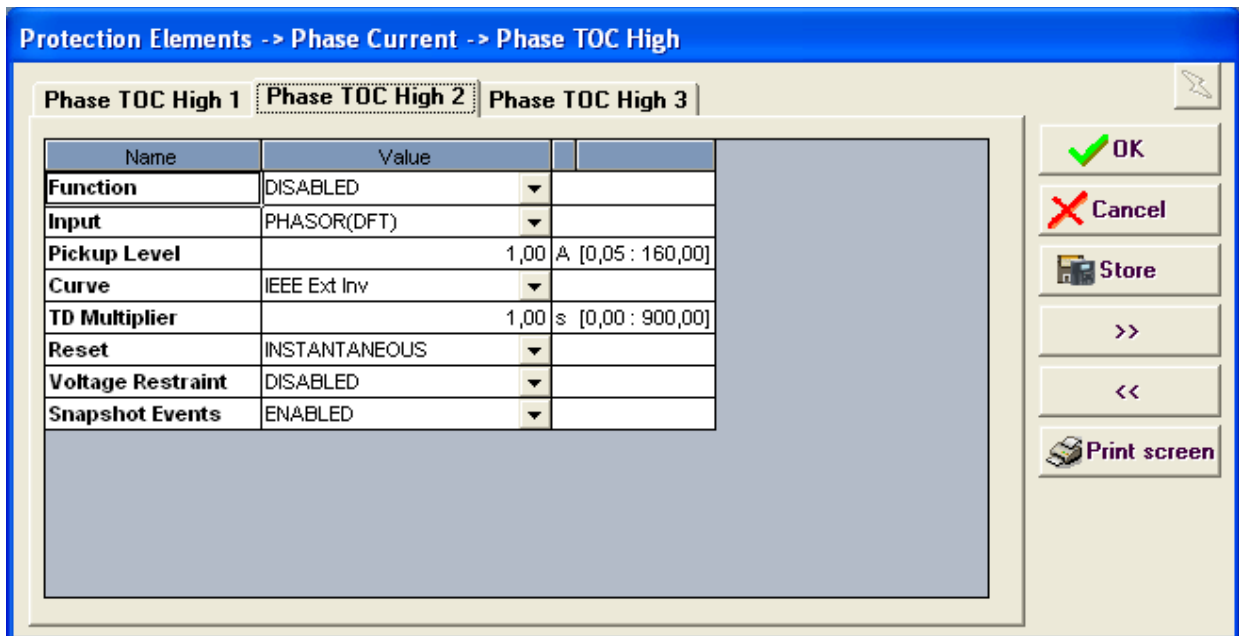 Protection Elements -> Phase Current -> Phase TOC High
Phase TOC High 1 Phase TOC High 2 Phase TOC High 3
Name Value
Function DISABLED
Input PHASOR(DFT)
Pickup Level 1,00 A [0,05 : 160,00]
Curve IEEE Ext Inv
TD Multiplier 1,00 s [0,00 : 900,00]
Reset INSTANTANEOUS
Voltage Restraint DISABLED
Snapshot Events ENABLED
OK
Cancel
Store
>>
<<
Print screen